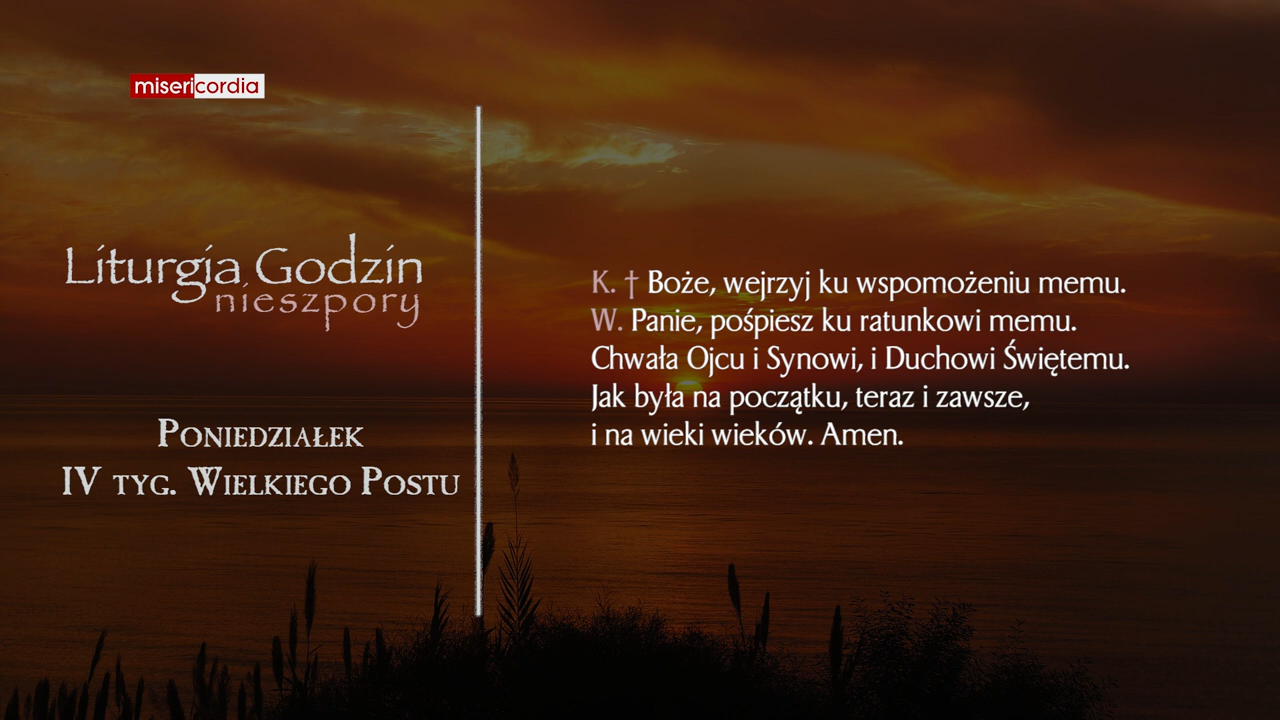 misericordia
Liturgia Godzin
nieszpory
Poniedziałek
IV tyg. Wielkiego Postu
K. † Boże, wejrzyj ku wspomożeniu memu.
W. Panie, pośpiesz ku ratunkowi memu.
Chwała Ojcu i Synowi, i Duchowi Świętemu.
Jak była na początku, teraz i zawsze,
i na wieki wieków. Amen.